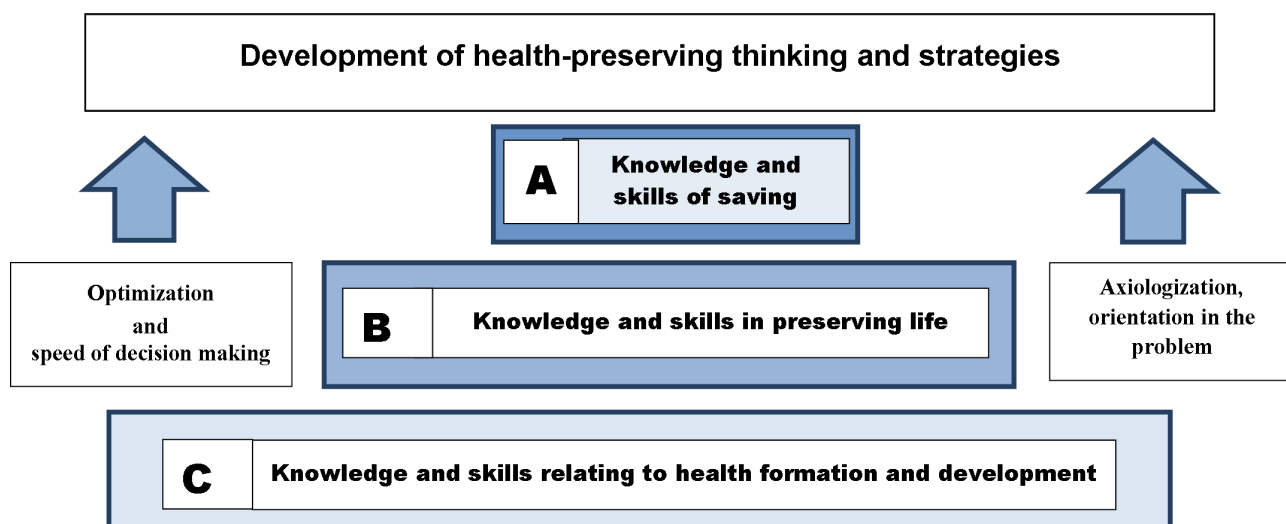 Development of health-preserving thinking and strategies
A
Knowledge and
skills of saving
Optimization
and
speed of decision making
B
Knowledge and skills in preserving life
Axiologization,
orientation in the
problem
C
Knowledge and skills relating to health formation and development